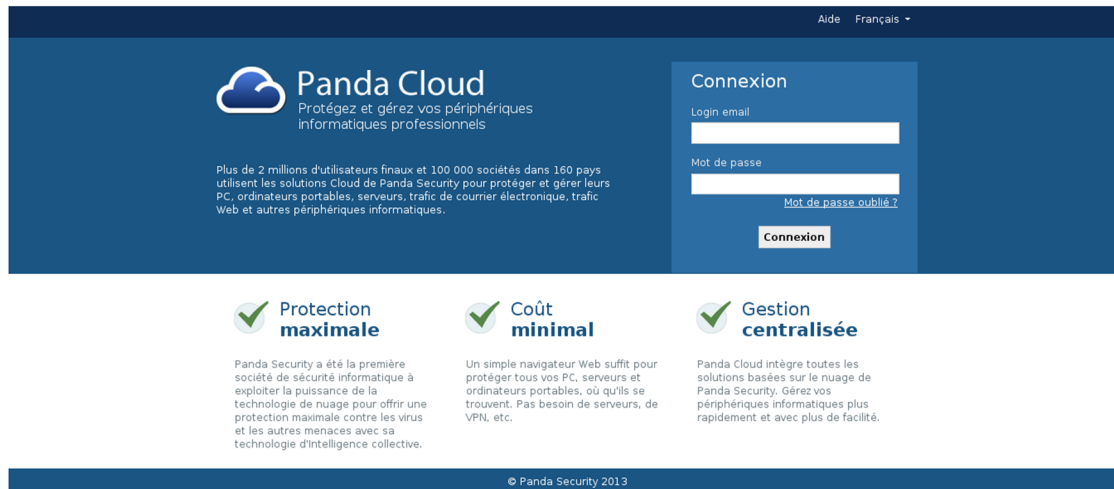 Aide Français
Panda Cloud
Protégez et gérez vos périphériques
informatiques professionnels
Plus de 2 millions d'utilisateurs finaux et 100 000 sociétés dans 160 pays
utilisent les solutions Cloud de Panda Security pour protéger et gérer leurs
PC, ordinateurs portables, serveurs, trafic de courrier électronique, trafic
Web et autres périphériques informatiques.
Connexion
Login email
Mot de passe
Mot de passe oublié ?
Connexion
Protection
maximale
Panda Security a été la première
société de sécurité informatique à
exploiter la puissance de la
technologie de nuage pour offrir une
protection maximale contre les virus
et les autres menaces avec sa
technologie d'Intelligence collective.
Coût
minimal
Un simple navigateur Web suffit pour
protéger tous vos PC, serveurs et
ordinateurs portables, où qu'ils se
trouvent. Pas besoin de serveurs, de
VPN, etc.
Gestion
centralisée
Panda Cloud intègre toutes les
solutions basées sur le nuage de
Panda Security. Gérez vos
périphériques informatiques plus
rapidement et avec plus de facilité.
© Panda Security 2013